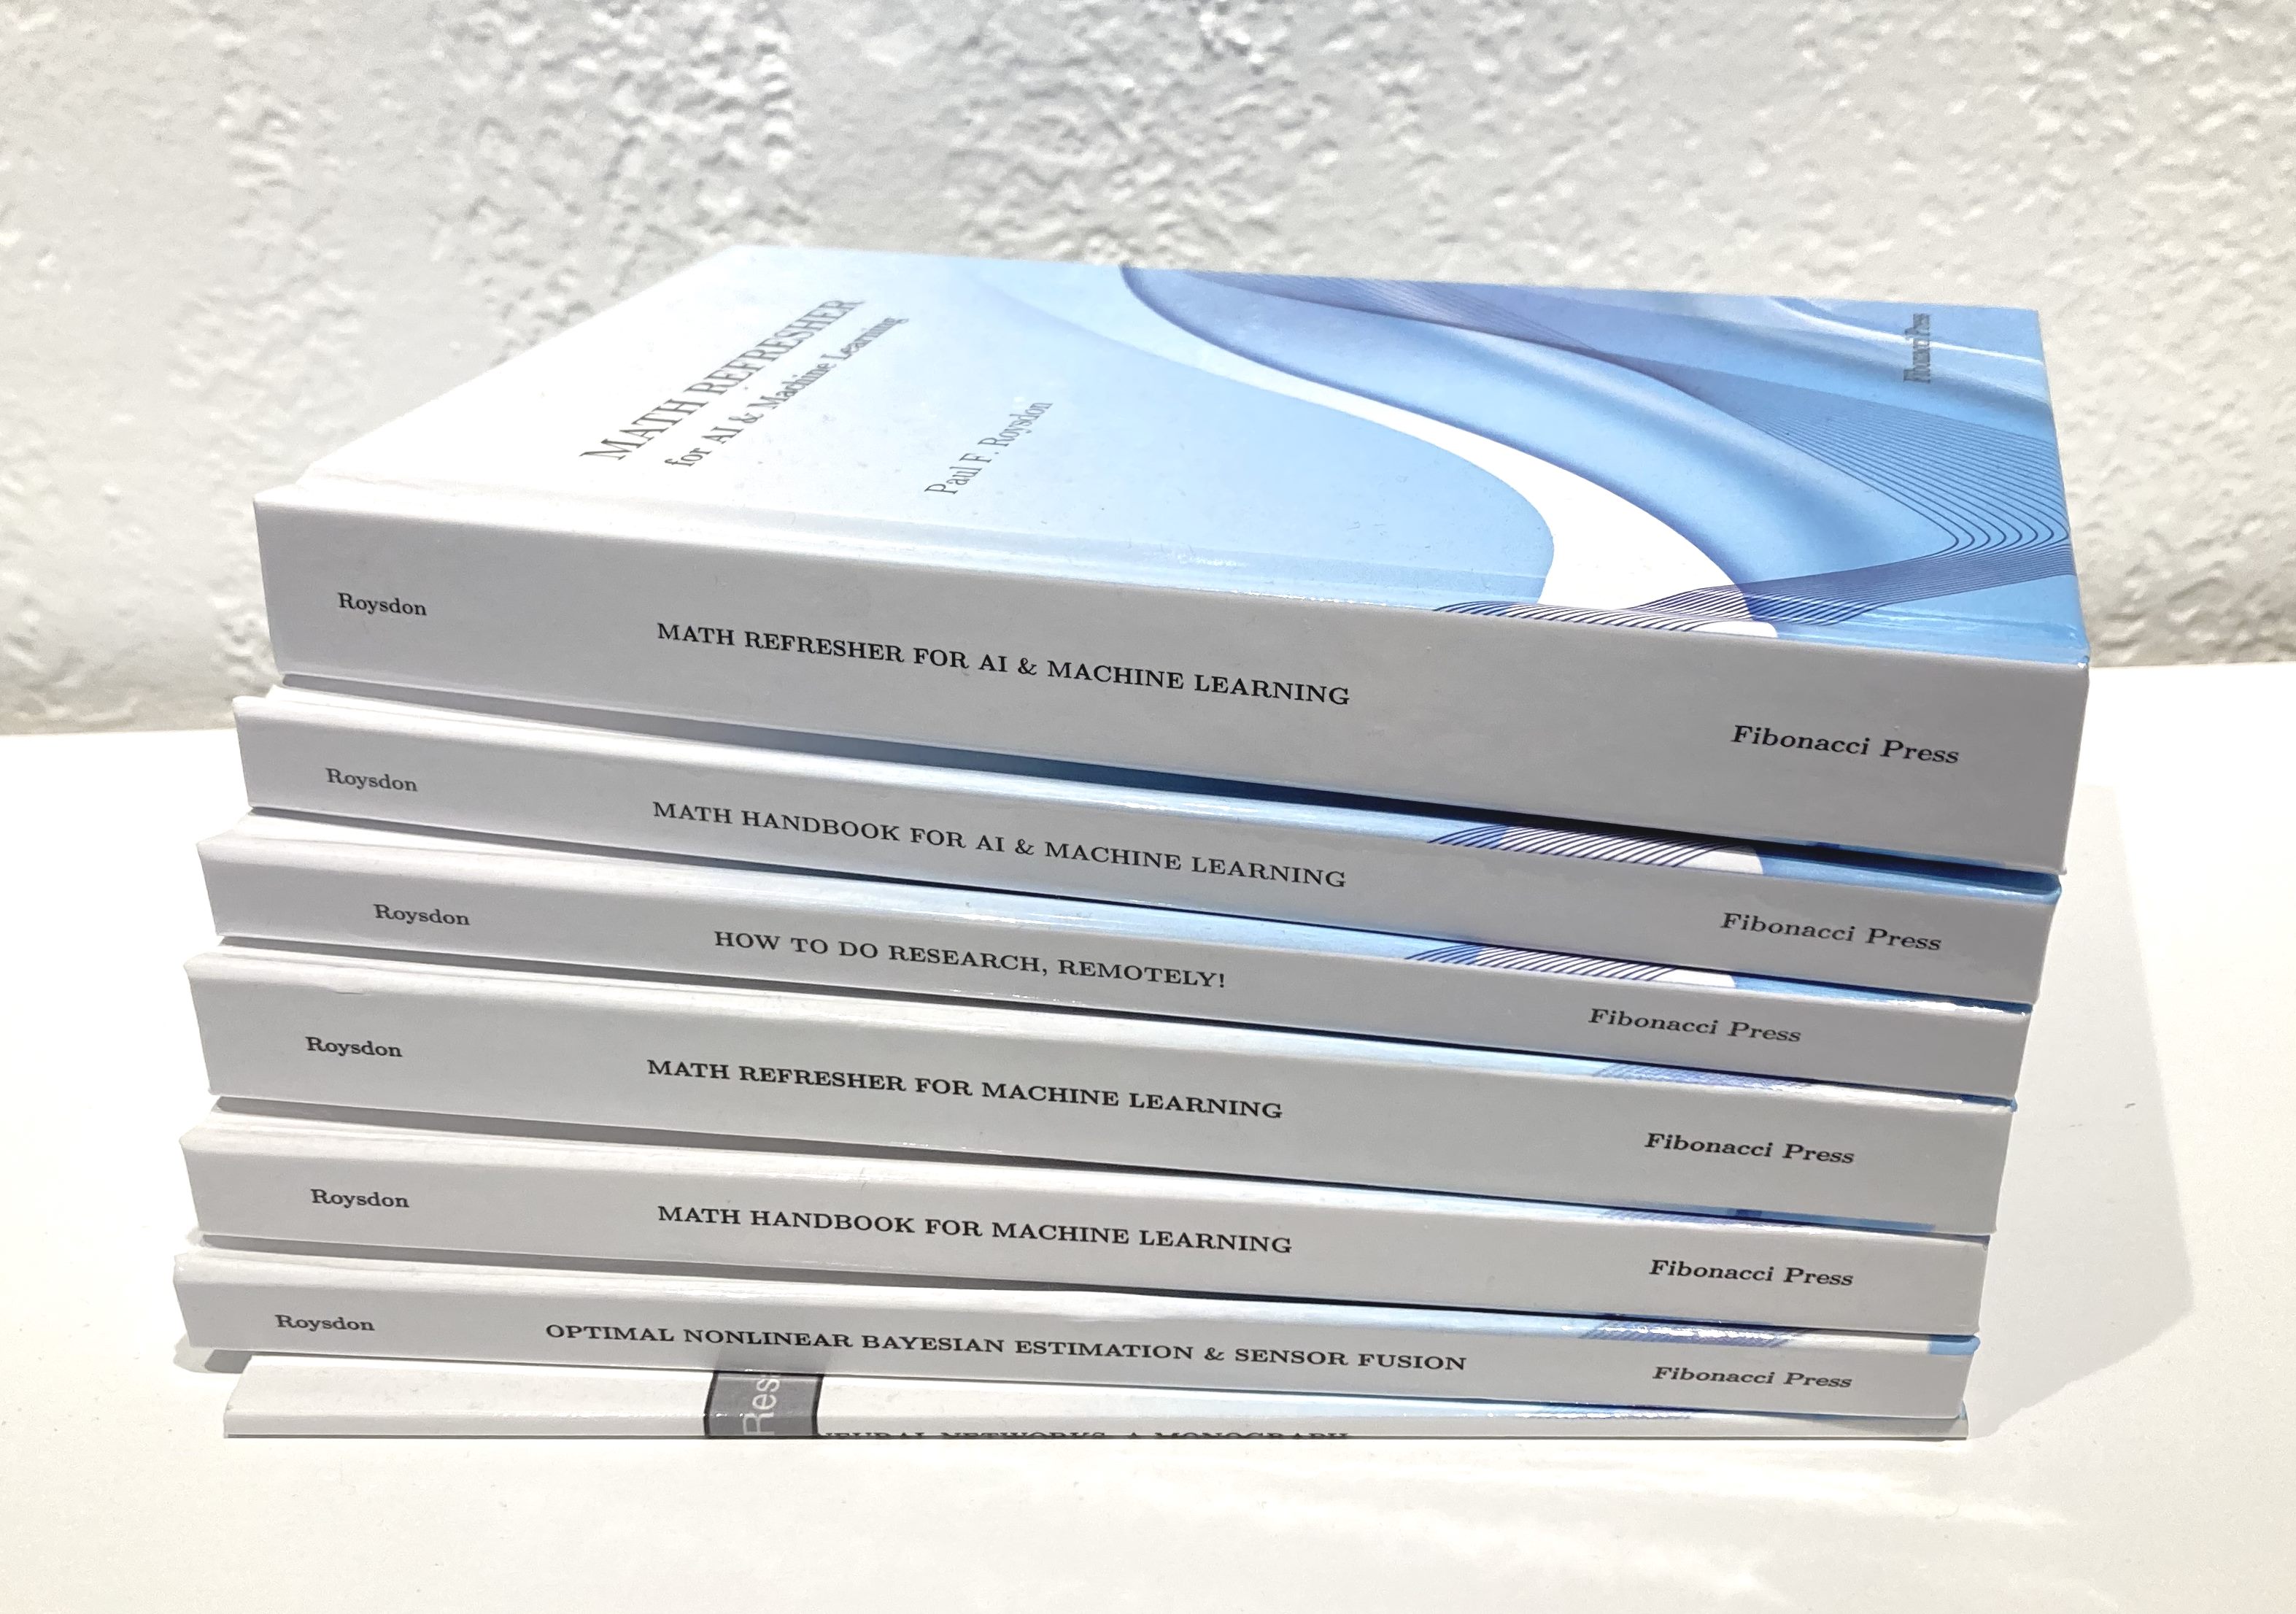 MATH REFRESHER
for AI & Machine Learning
Paul F. Roysdon
Fibonacci Press
Roysdon MATH REFRESHER FOR AI & MACHINE LEARNING Fibonacci Press
Roysdon MATH HANDBOOK FOR AI & MACHINE LEARNING Fibonacci Press
Roysdon HOW TO DO RESEARCH, REMOTELY! Fibonacci Press
Roysdon MATH REFRESHER FOR MACHINE LEARNING Fibonacci Press
Roysdon MATH HANDBOOK FOR MACHINE LEARNING Fibonacci Press
Roysdon OPTIMAL NONLINEAR BAYESIAN ESTIMATION & SENSOR FUSION Fibonacci Press
NETWORKS: A MONOGRAPH